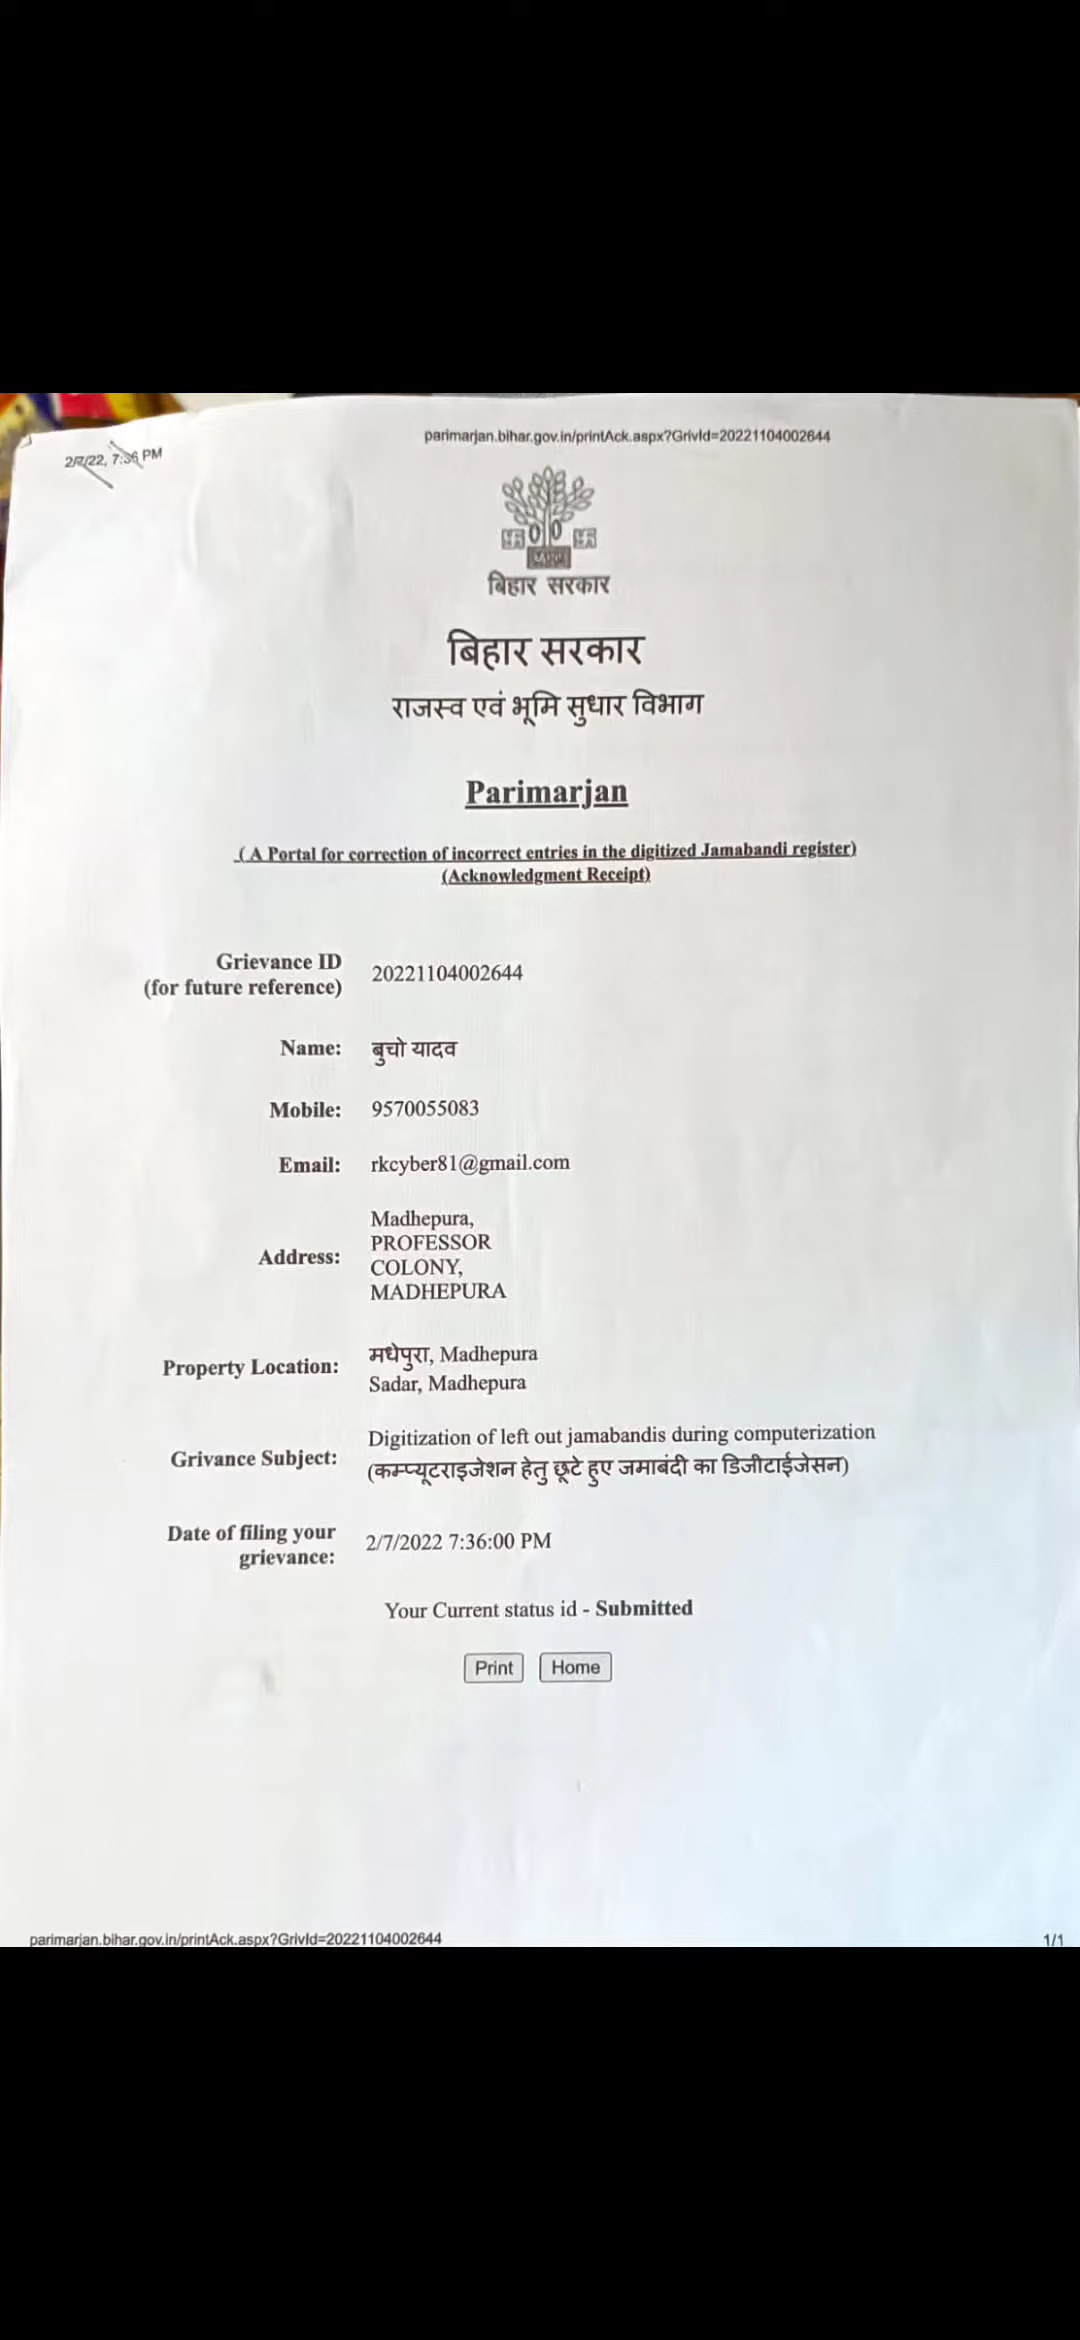 2/7/22, 7:36 PM
parimarjan.bihar.gov.in/printAck.aspx?GrivId=20221104002644
बिहार सरकार
बिहार सरकार
राजस्व एवं भूमि सुधार विभाग
Parimarjan
( A Portal for correction of incorrect entries in the digitized Jamabandi register)
(Acknowledgment Receipt)
Grievance ID
(for future reference)
20221104002644
Name: बुचो यादव
Mobile: 9570055083
Email: rkcyber81@gmail.com
Address:
Madhepura,
PROFESSOR
COLONY,
MADHEPURA
Property Location:
मधेपुरा, Madhepura
Sadar, Madhepura
Grivance Subject:
Digitization of left out jamabandis during computerization
(कम्प्यूटराइजेशन हेतु छूटे हुए जमाबंदी का डिजीटाईजेसन)
Date of filing your
grievance:
2/7/2022 7:36:00 PM
Your Current status id - Submitted
Print Home
parimarjan.bihar.gov.in/printAck.aspx?GrivId=20221104002644
1/1